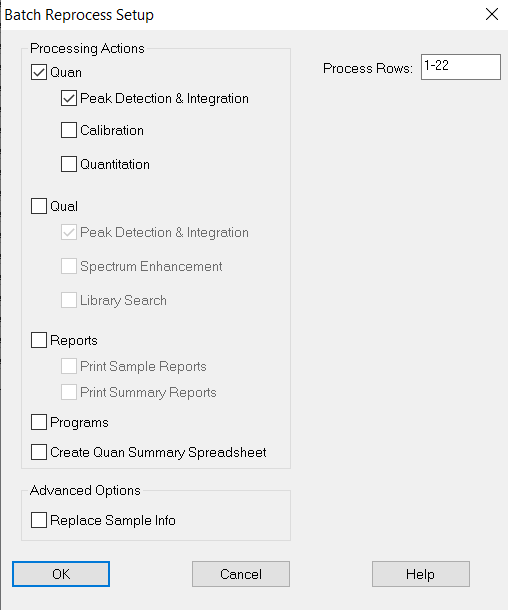 Batch Reprocess Setup
Processing Actions
Process Rows: 1-22
Quan
Peak Detection & Integration
Calibration
Quantitation
Qual
Peak Detection & Integration
Spectrum Enhancement
Library Search
Reports
Print Sample Reports
Print Summary Reports
Programs
Create Quan Summary Spreadsheet
Advanced Options
Replace Sample Info
OK Cancel Help